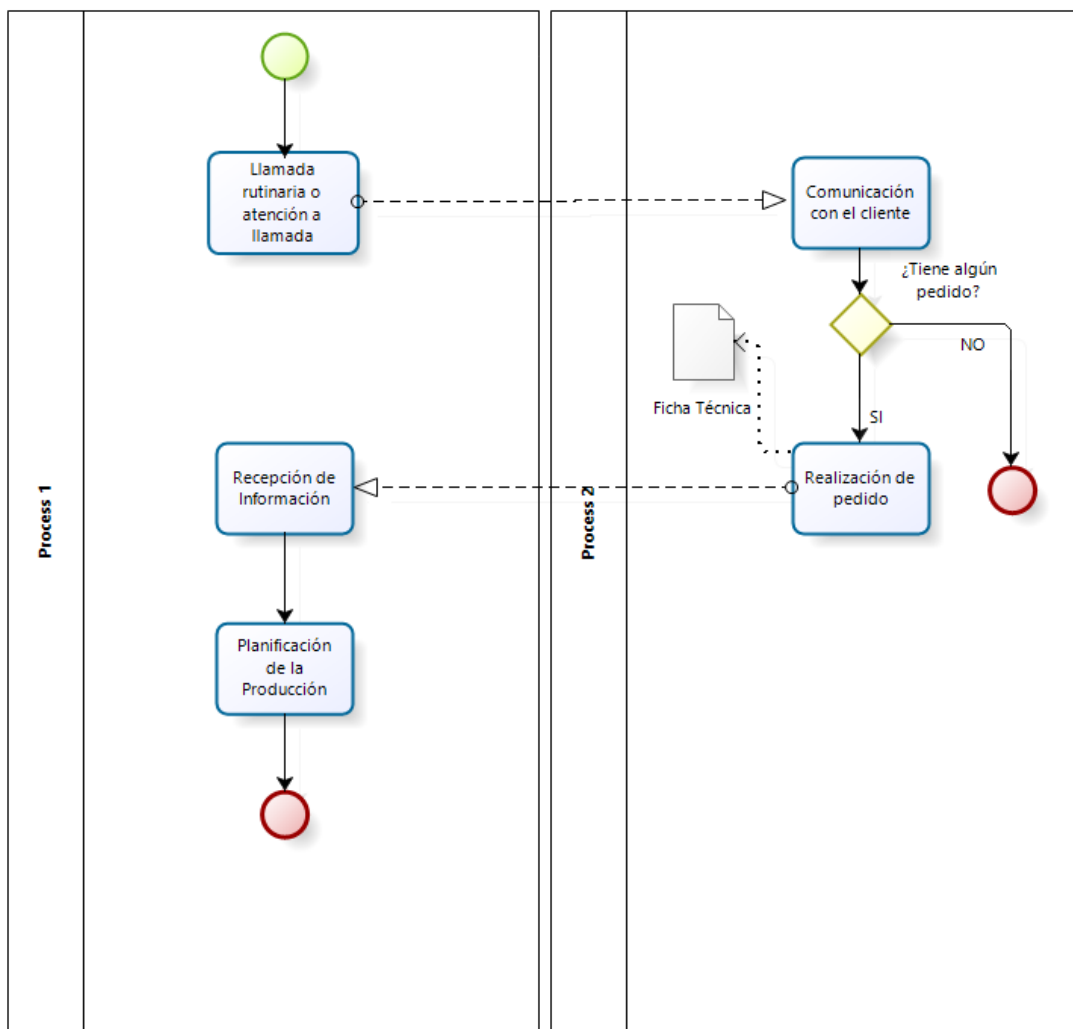 Process 1
Llamada
rutinaria o
atención a
llamada
Recepción de
Información
Planificación
de la
Producción
Process 2
Comunicación
con el cliente
¿Tiene algún
pedido?
NO
SI
Ficha Técnica
Realización de
pedido